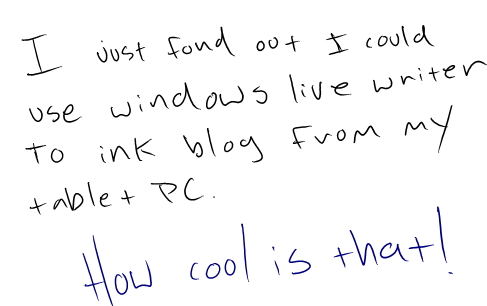 I just fond out I could
use windows live writer
to ink blog from my
tablet PC.
How cool is that!